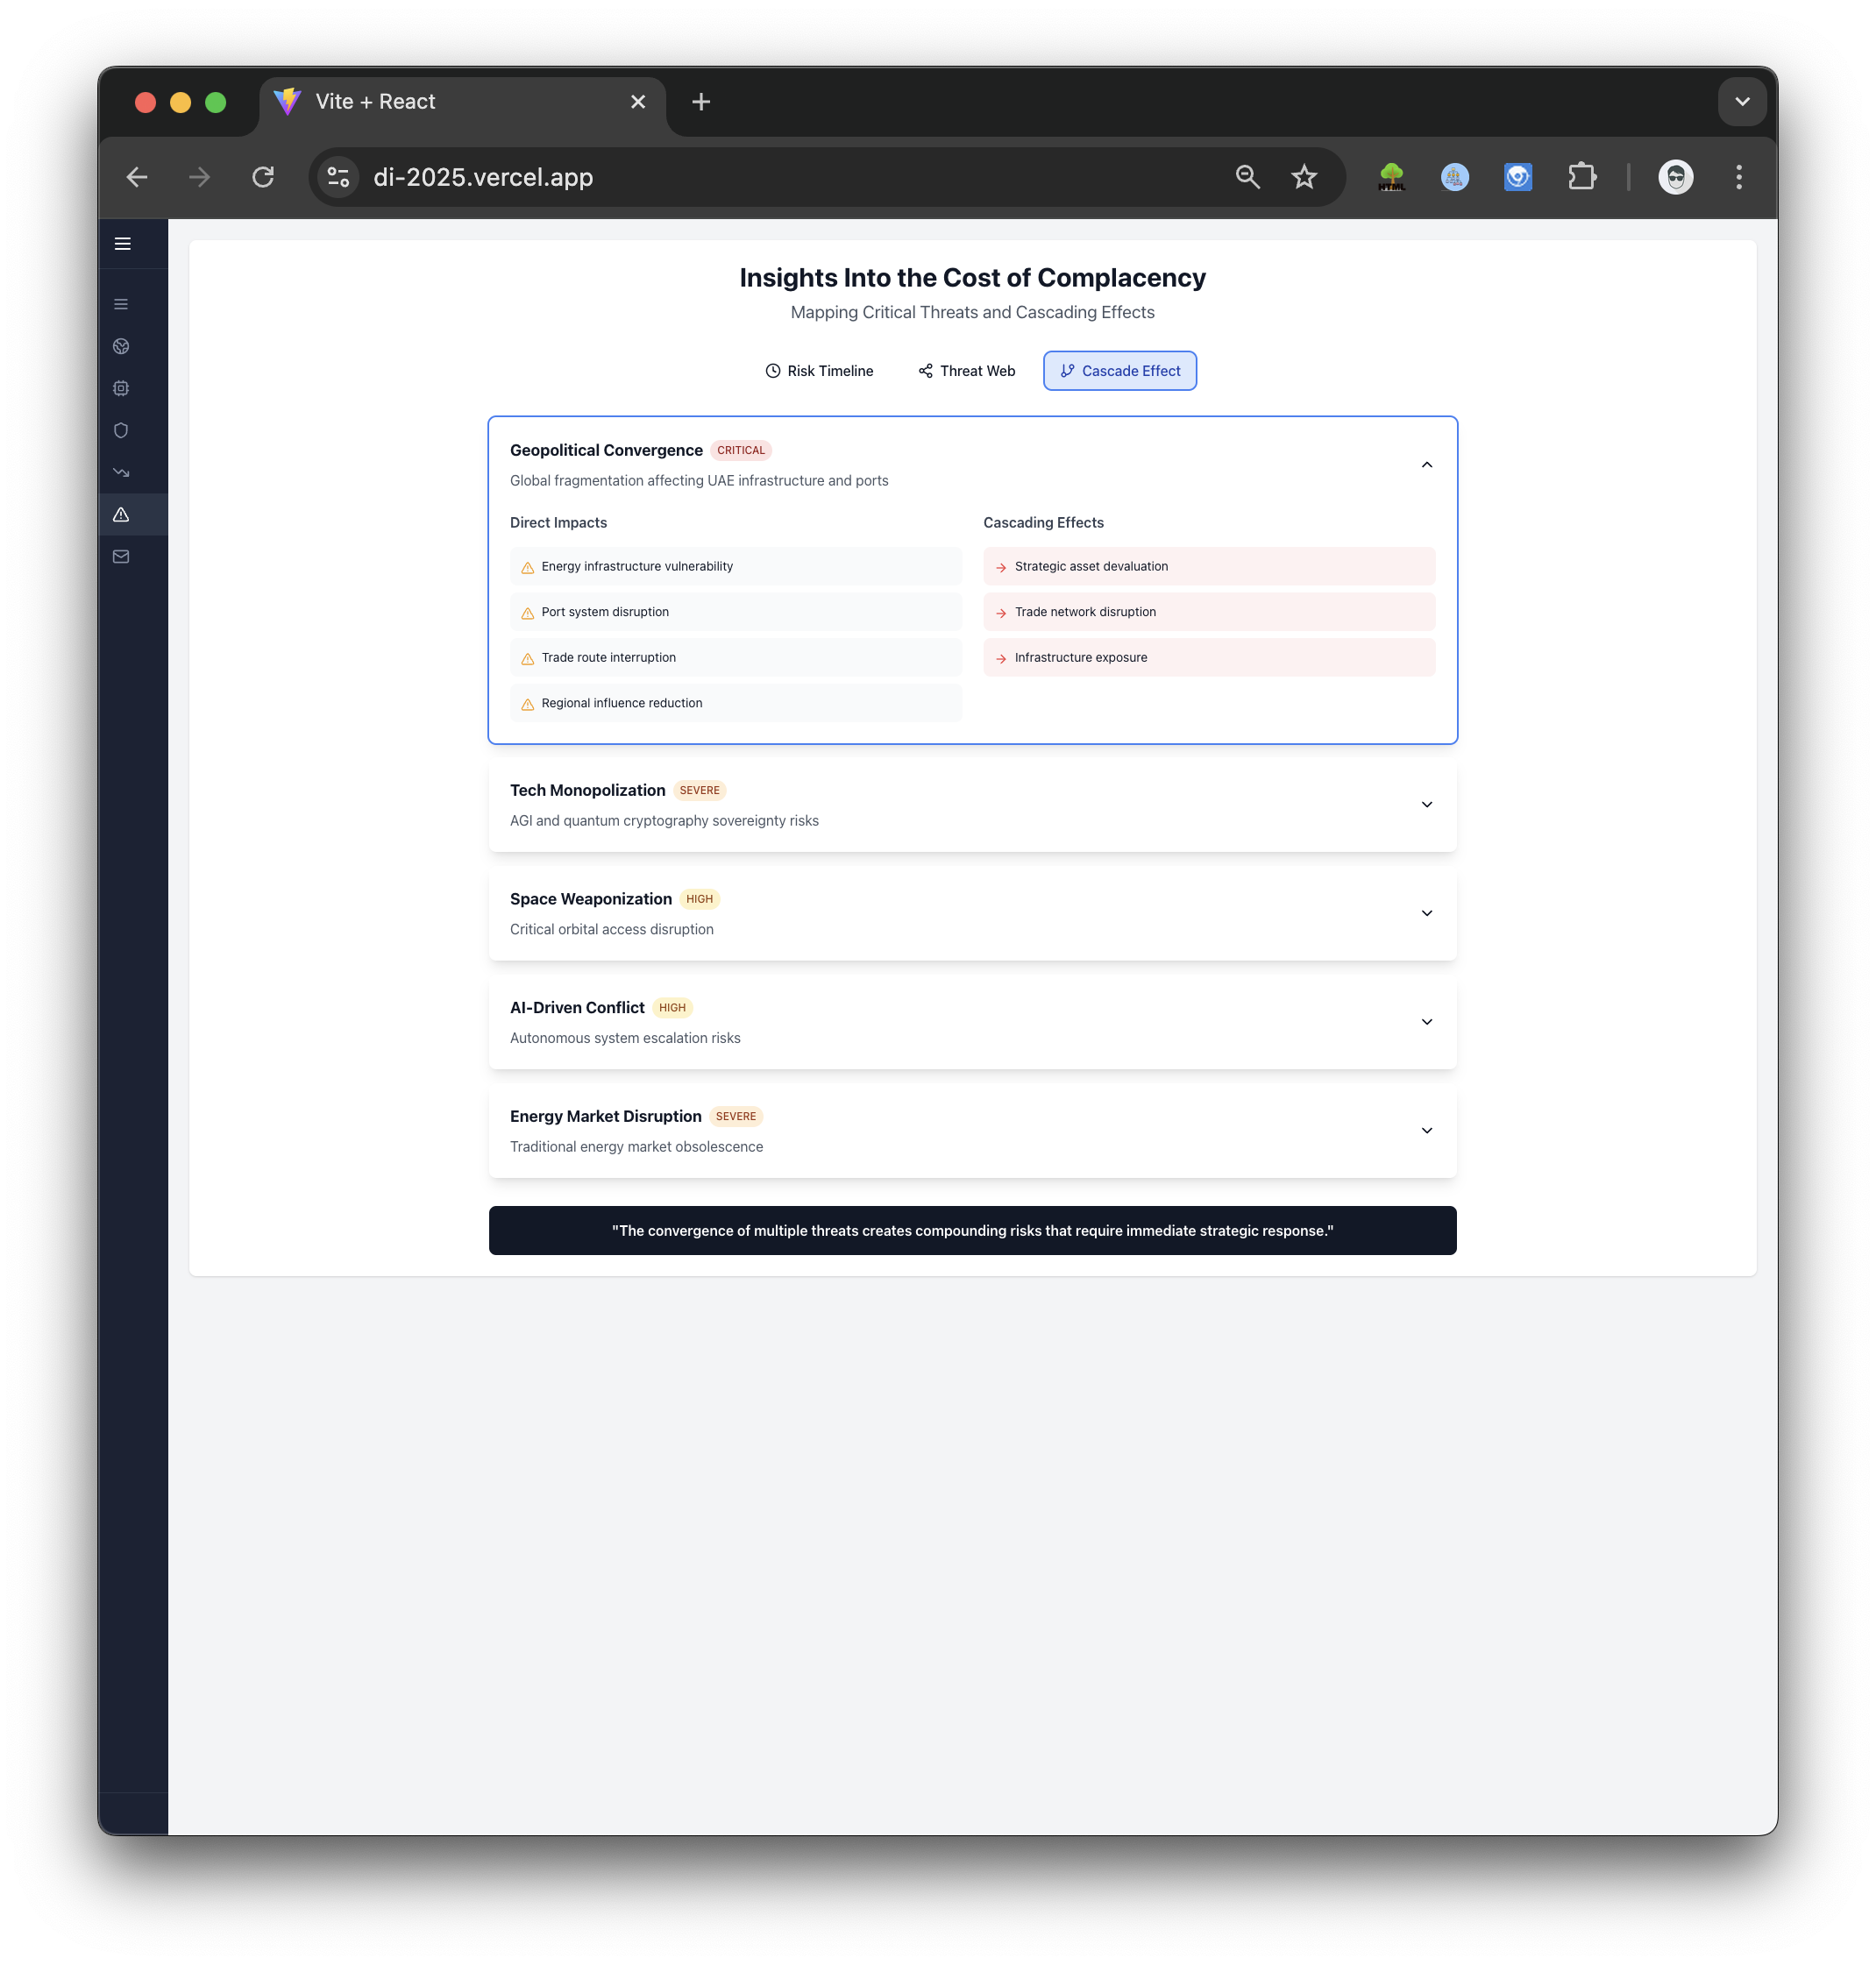 Vite + React
di-2025.vercel.app
HTML
Insights Into the Cost of Complacency
Mapping Critical Threats and Cascading Effects
Risk Timeline
Threat Web
Cascade Effect
Geopolitical Convergence CRITICAL
Global fragmentation affecting UAE infrastructure and ports
Direct Impacts
Energy infrastructure vulnerability
Port system disruption
Trade route interruption
Regional influence reduction
Cascading Effects
Strategic asset devaluation
Trade network disruption
Infrastructure exposure
Tech Monopolization SEVERE
AGI and quantum cryptography sovereignty risks
Space Weaponization HIGH
Critical orbital access disruption
AI-Driven Conflict HIGH
Autonomous system escalation risks
Energy Market Disruption SEVERE
Traditional energy market obsolescence
"The convergence of multiple threats creates compounding risks that require immediate strategic response."